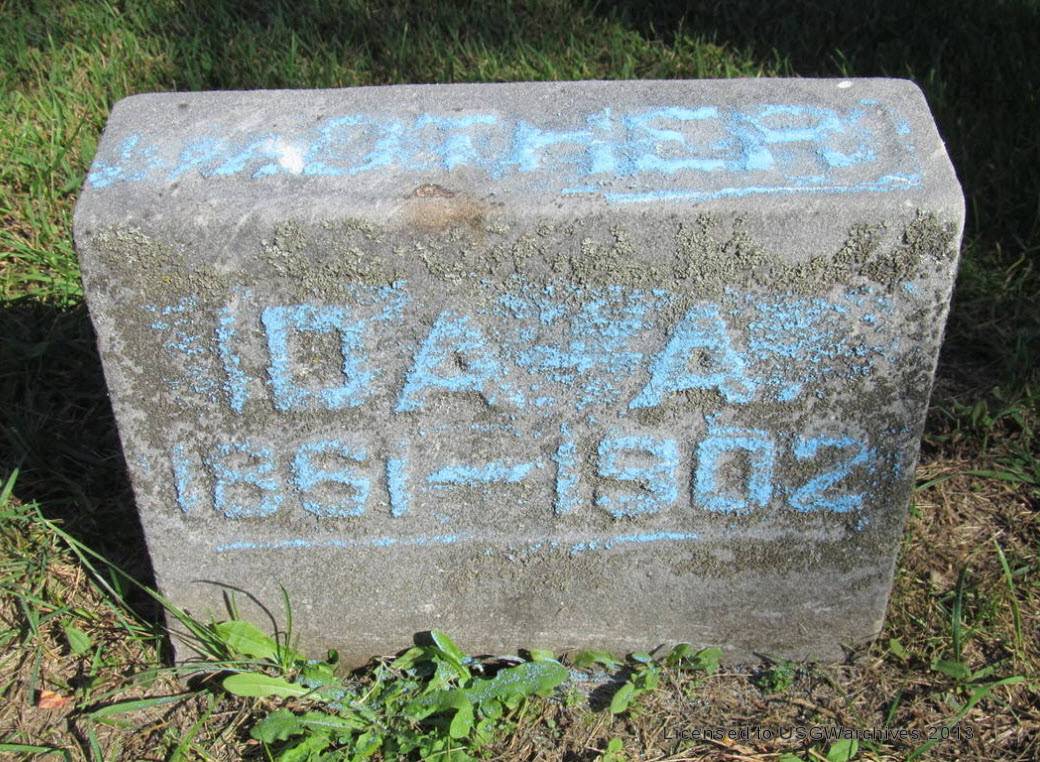 MOTHER
IDA A.
1861-1902
Licensed to USGWarchives 2013